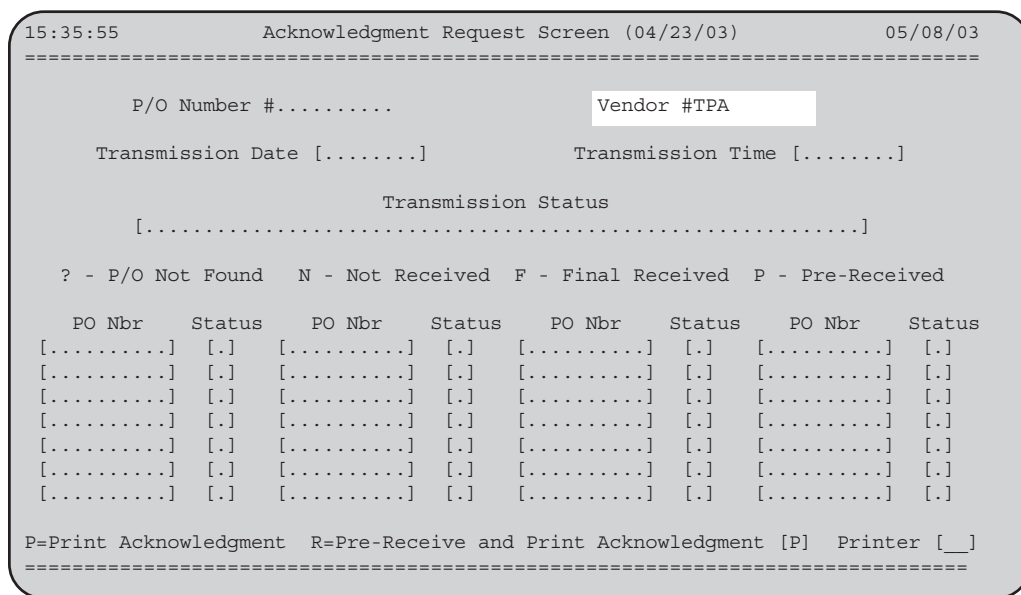 15:35:55 Acknowledgment Request Screen (04/23/03) 05/08/03
================================================================================
P/O Number #.......... Vendor #TPA
Transmission Date [........] Transmission Time [........]
Transmission Status
[............................................................]
? - P/O Not Found N - Not Received F - Final Received P - Pre-Received
PO Nbr Status PO Nbr Status PO Nbr Status PO Nbr Status
[..........] [.] [..........] [.] [..........] [.] [..........] [.]
[..........] [.] [..........] [.] [..........] [.] [..........] [.]
[..........] [.] [..........] [.] [..........] [.] [..........] [.]
[..........] [.] [..........] [.] [..........] [.] [..........] [.]
[..........] [.] [..........] [.] [..........] [.] [..........] [.]
[..........] [.] [..........] [.] [..........] [.] [..........] [.]
[..........] [.] [..........] [.] [..........] [.] [..........] [.]
P=Print Acknowledgment R=Pre-Receive and Print Acknowledgment [P] Printer [__]
===============================================================================